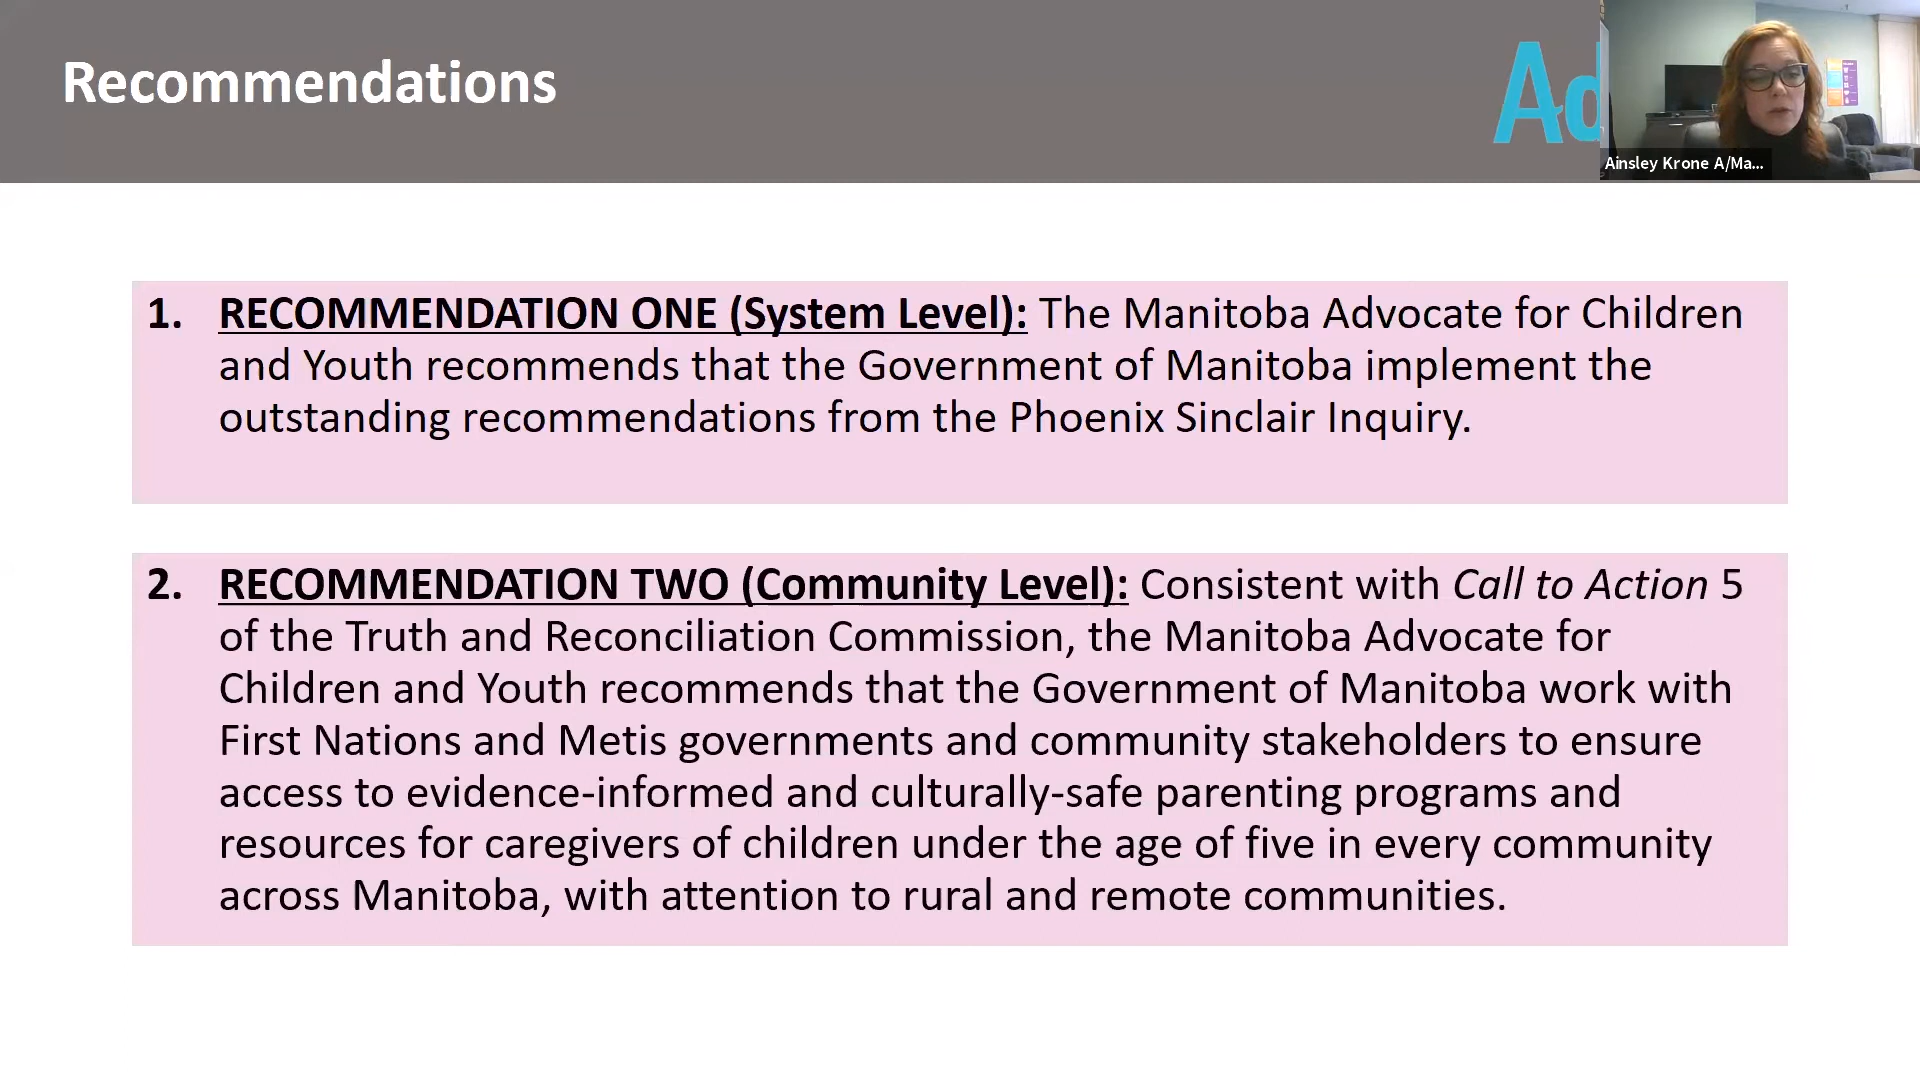 Recommendations
Ad
Ainsley Krone A/Ma...
1. RECOMMENDATION ONE (System Level): The Manitoba Advocate for Children
and Youth recommends that the Government of Manitoba implement the
outstanding recommendations from the Phoenix Sinclair Inquiry.
2. RECOMMENDATION TWO (Community Level): Consistent with Call to Action 5
of the Truth and Reconciliation Commission, the Manitoba Advocate for
Children and Youth recommends that the Government of Manitoba work with
First Nations and Metis governments and community stakeholders to ensure
access to evidence-informed and culturally-safe parenting programs and
resources for caregivers of children under the age of five in every community
across Manitoba, with attention to rural and remote communities.